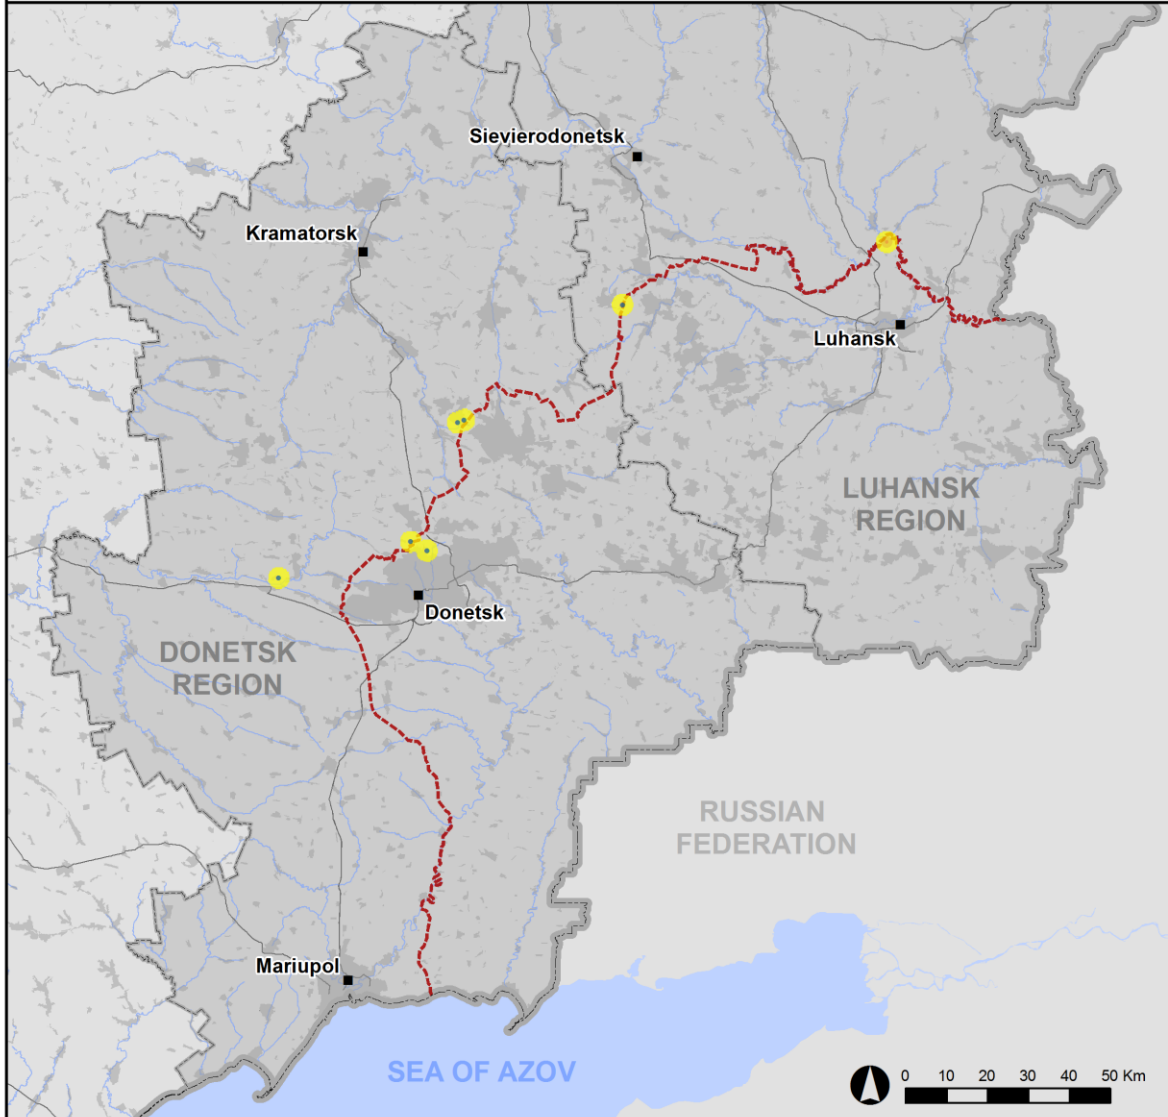 Sievierodonetsk
Kramatorsk
Luhansk
LUHANSK
REGION
Donetsk
DONETSK
REGION
RUSSIAN
FEDERATION
Mariupol
SEA OF AZOV
0 10 20 30 40 50 Km